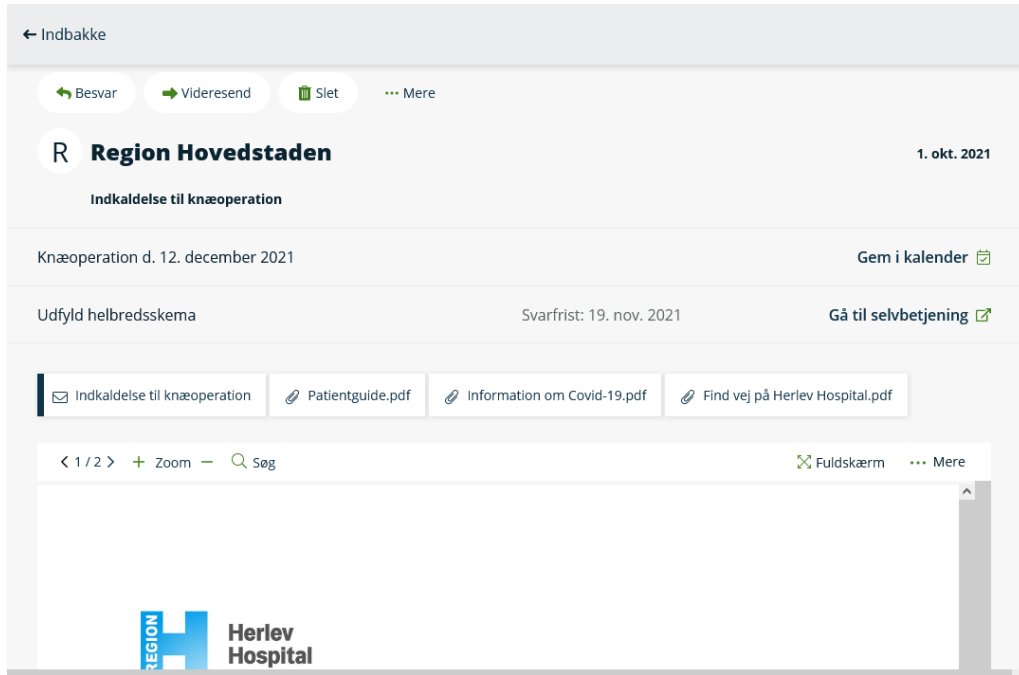 Indbakke
Besvar Videresend Slet ··· Mere
R Region Hovedstaden 1. okt. 2021
Indkaldelse til knæoperation
Knæoperation d. 12. december 2021 Gem i kalender
Udfyld helbredsskema Svarfrist: 19. nov. 2021 Gå til selvbetjening
Indkaldelse til knæoperation Patientguide.pdf Information om Covid-19.pdf Find vej på Herlev Hospital.pdf
1 / 2 + Zoom − Søg Fuldskærm ··· Mere
REGION
Herlev
Hospital